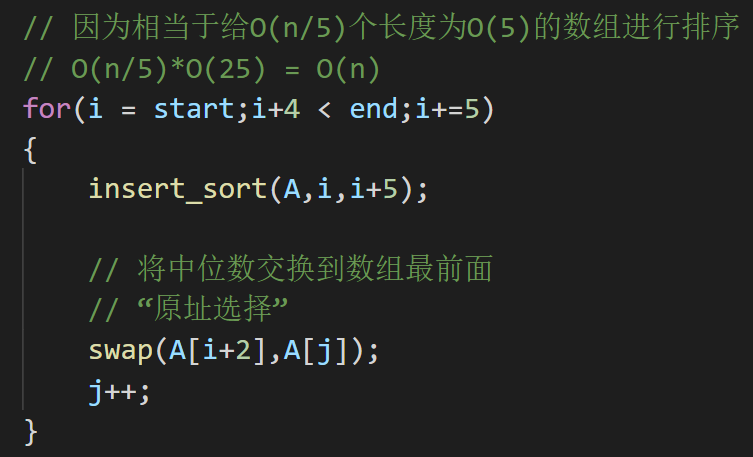 // 因为相当于给O(n/5)个长度为O(5)的数组进行排序
// O(n/5)*O(25) = O(n)
for(i = start;i+4 < end;i+=5)
{
    insert_sort(A,i,i+5);
    // 将中位数交换到数组最前面
    // “原址选择”
    swap(A[i+2],A[j]);
    j++;
}